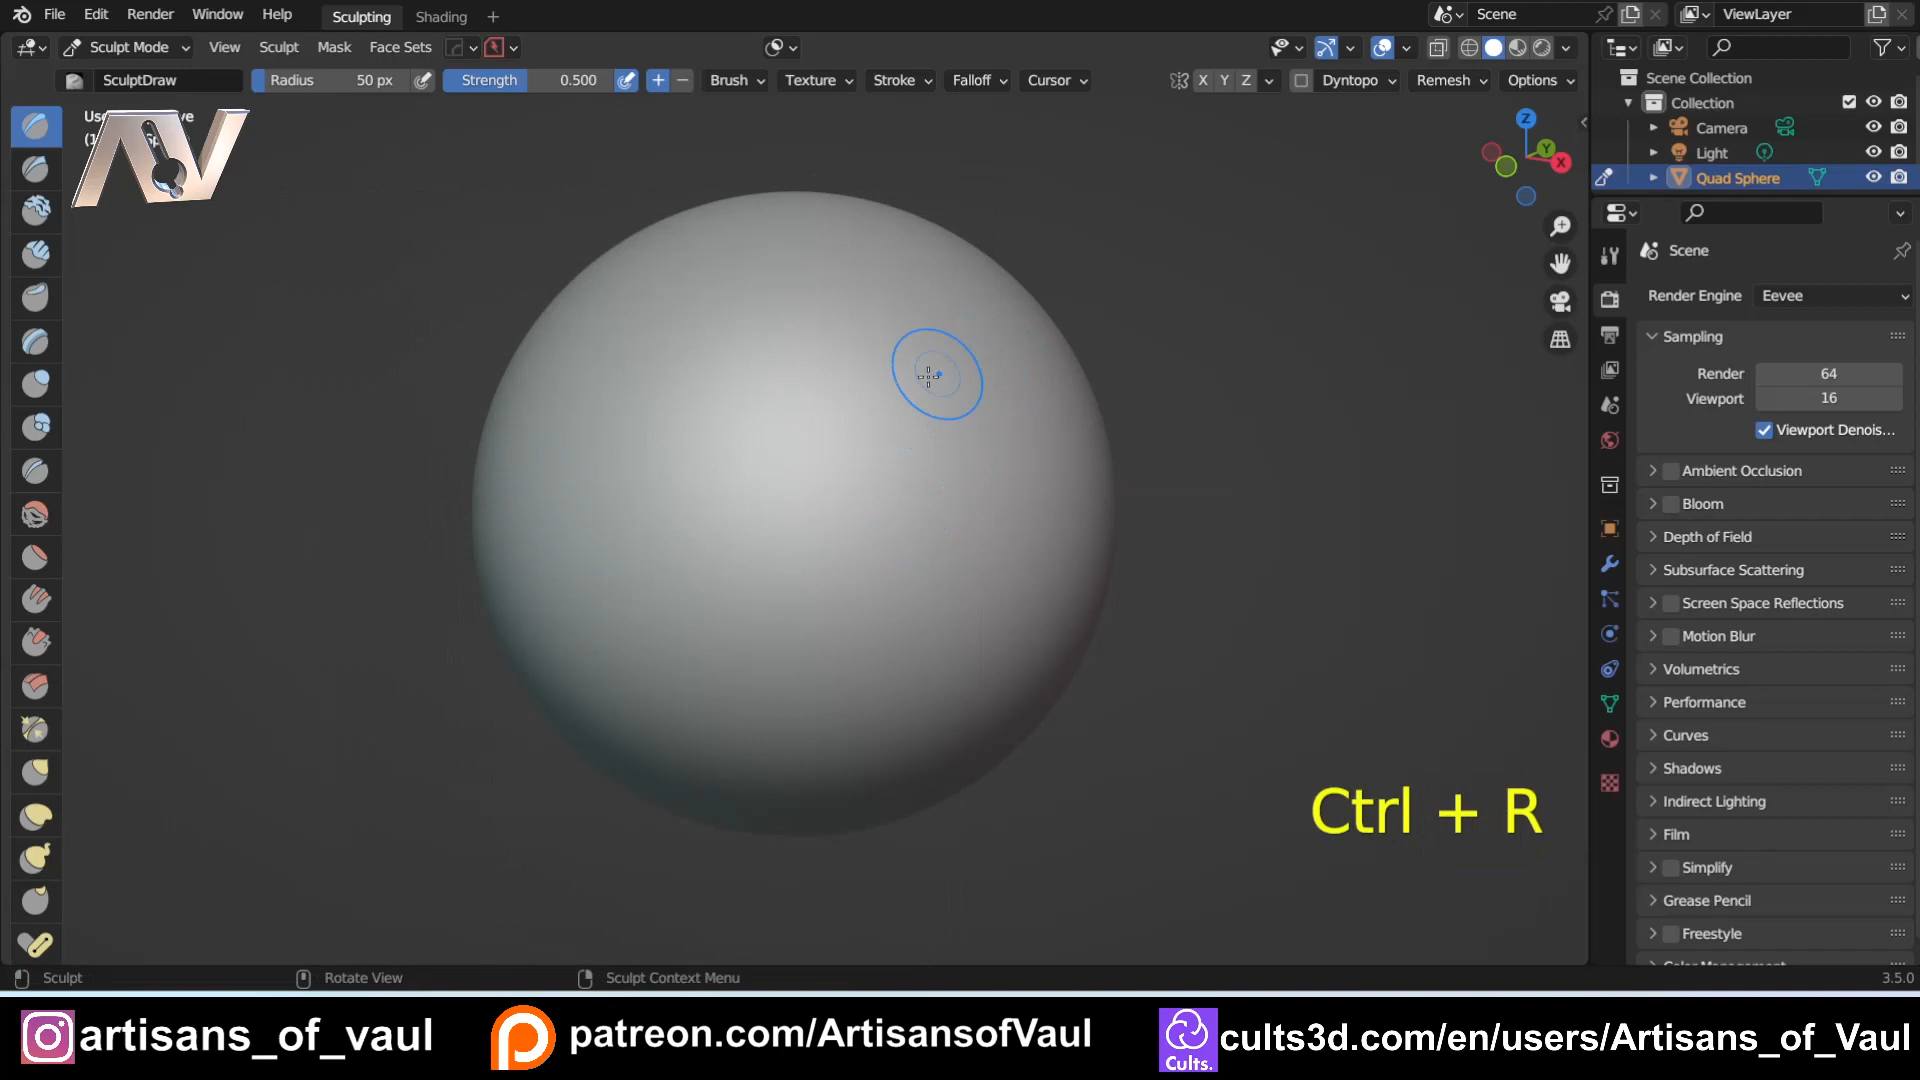 File Edit Render Window Help Sculpting Shading + Scene ViewLayer
Sculpt Mode View Sculpt Mask Face Sets
SculptDraw Radius 50 px Strength 0.500 Brush Texture Stroke Falloff Cursor X Y Z Dyntopo Remesh Options
Scene Collection
Collection
Camera
Light
Quad Sphere
Z
Y
X
AV
Scene
Render Engine Eevee
Sampling
Render 64
Viewport 16
Viewport Denois...
Ambient Occlusion
Bloom
Depth of Field
Subsurface Scattering
Screen Space Reflections
Motion Blur
Volumetrics
Performance
Curves
Shadows
Indirect Lighting
Film
Simplify
Grease Pencil
Freestyle
Ctrl + R
Sculpt Rotate View Sculpt Context Menu 3.5.0
artisans_of_vaul patreon.com/ArtisansofVaul Cults. cults3d.com/en/users/Artisans_of_Vaul